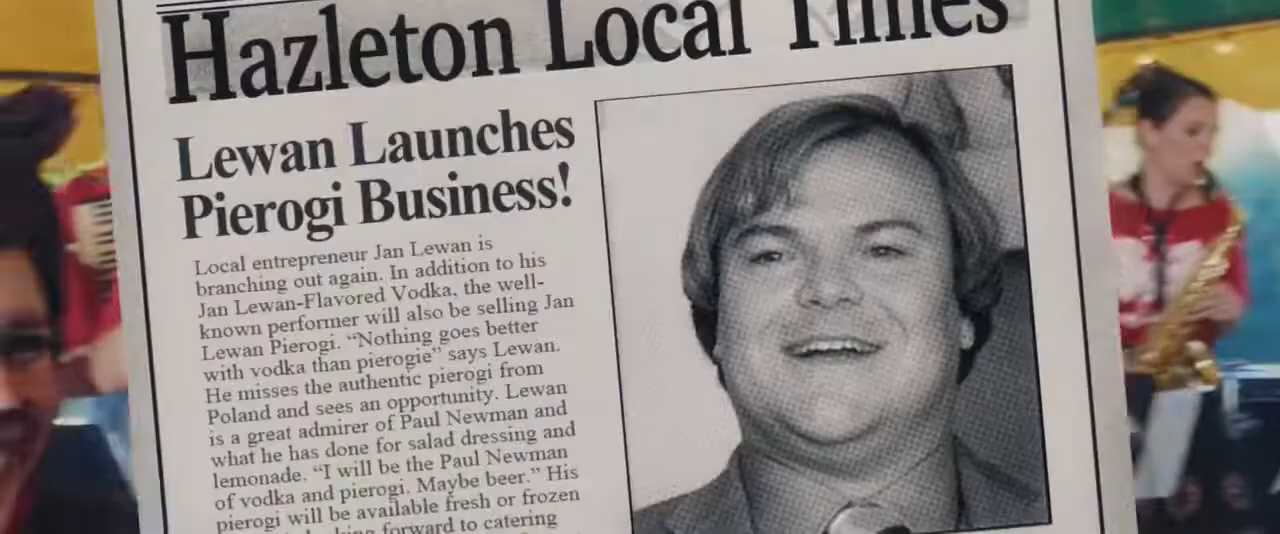 Hazleton Local Times
Lewan Launches
Pierogi Business!
Local entrepreneur Jan Lewan is
branching out again. In addition to his
Jan Lewan-Flavored Vodka, the well-
known performer will also be selling Jan
Lewan Pierogi. “Nothing goes better
with vodka than pierogie” says Lewan.
He misses the authentic pierogi from
Poland and sees an opportunity. Lewan
is a great admirer of Paul Newman and
what he has done for salad dressing and
lemonade. “I will be the Paul Newman
of vodka and pierogi. Maybe beer.” His
pierogi will be available fresh or frozen
forward to catering